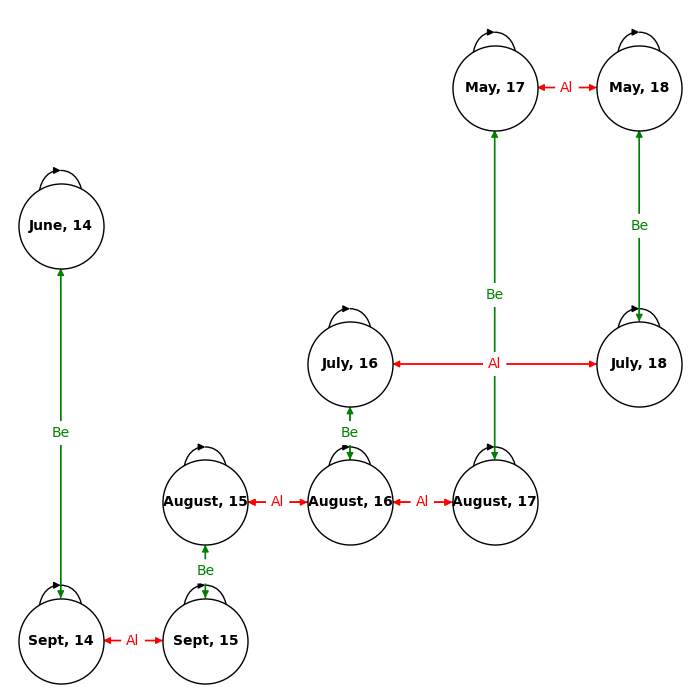 May, 17
Al
May, 18
June, 14
Be
Be
July, 16
Al
July, 18
Be
Be
August, 15
Al
August, 16
Al
August, 17
Be
Sept, 14
Al
Sept, 15